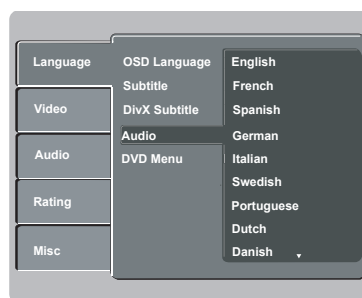 Language
Video
Audio
Rating
Misc
OSD Language
Subtitle
DivX Subtitle
Audio
DVD Menu
English
French
Spanish
German
Italian
Swedish
Portuguese
Dutch
Danish